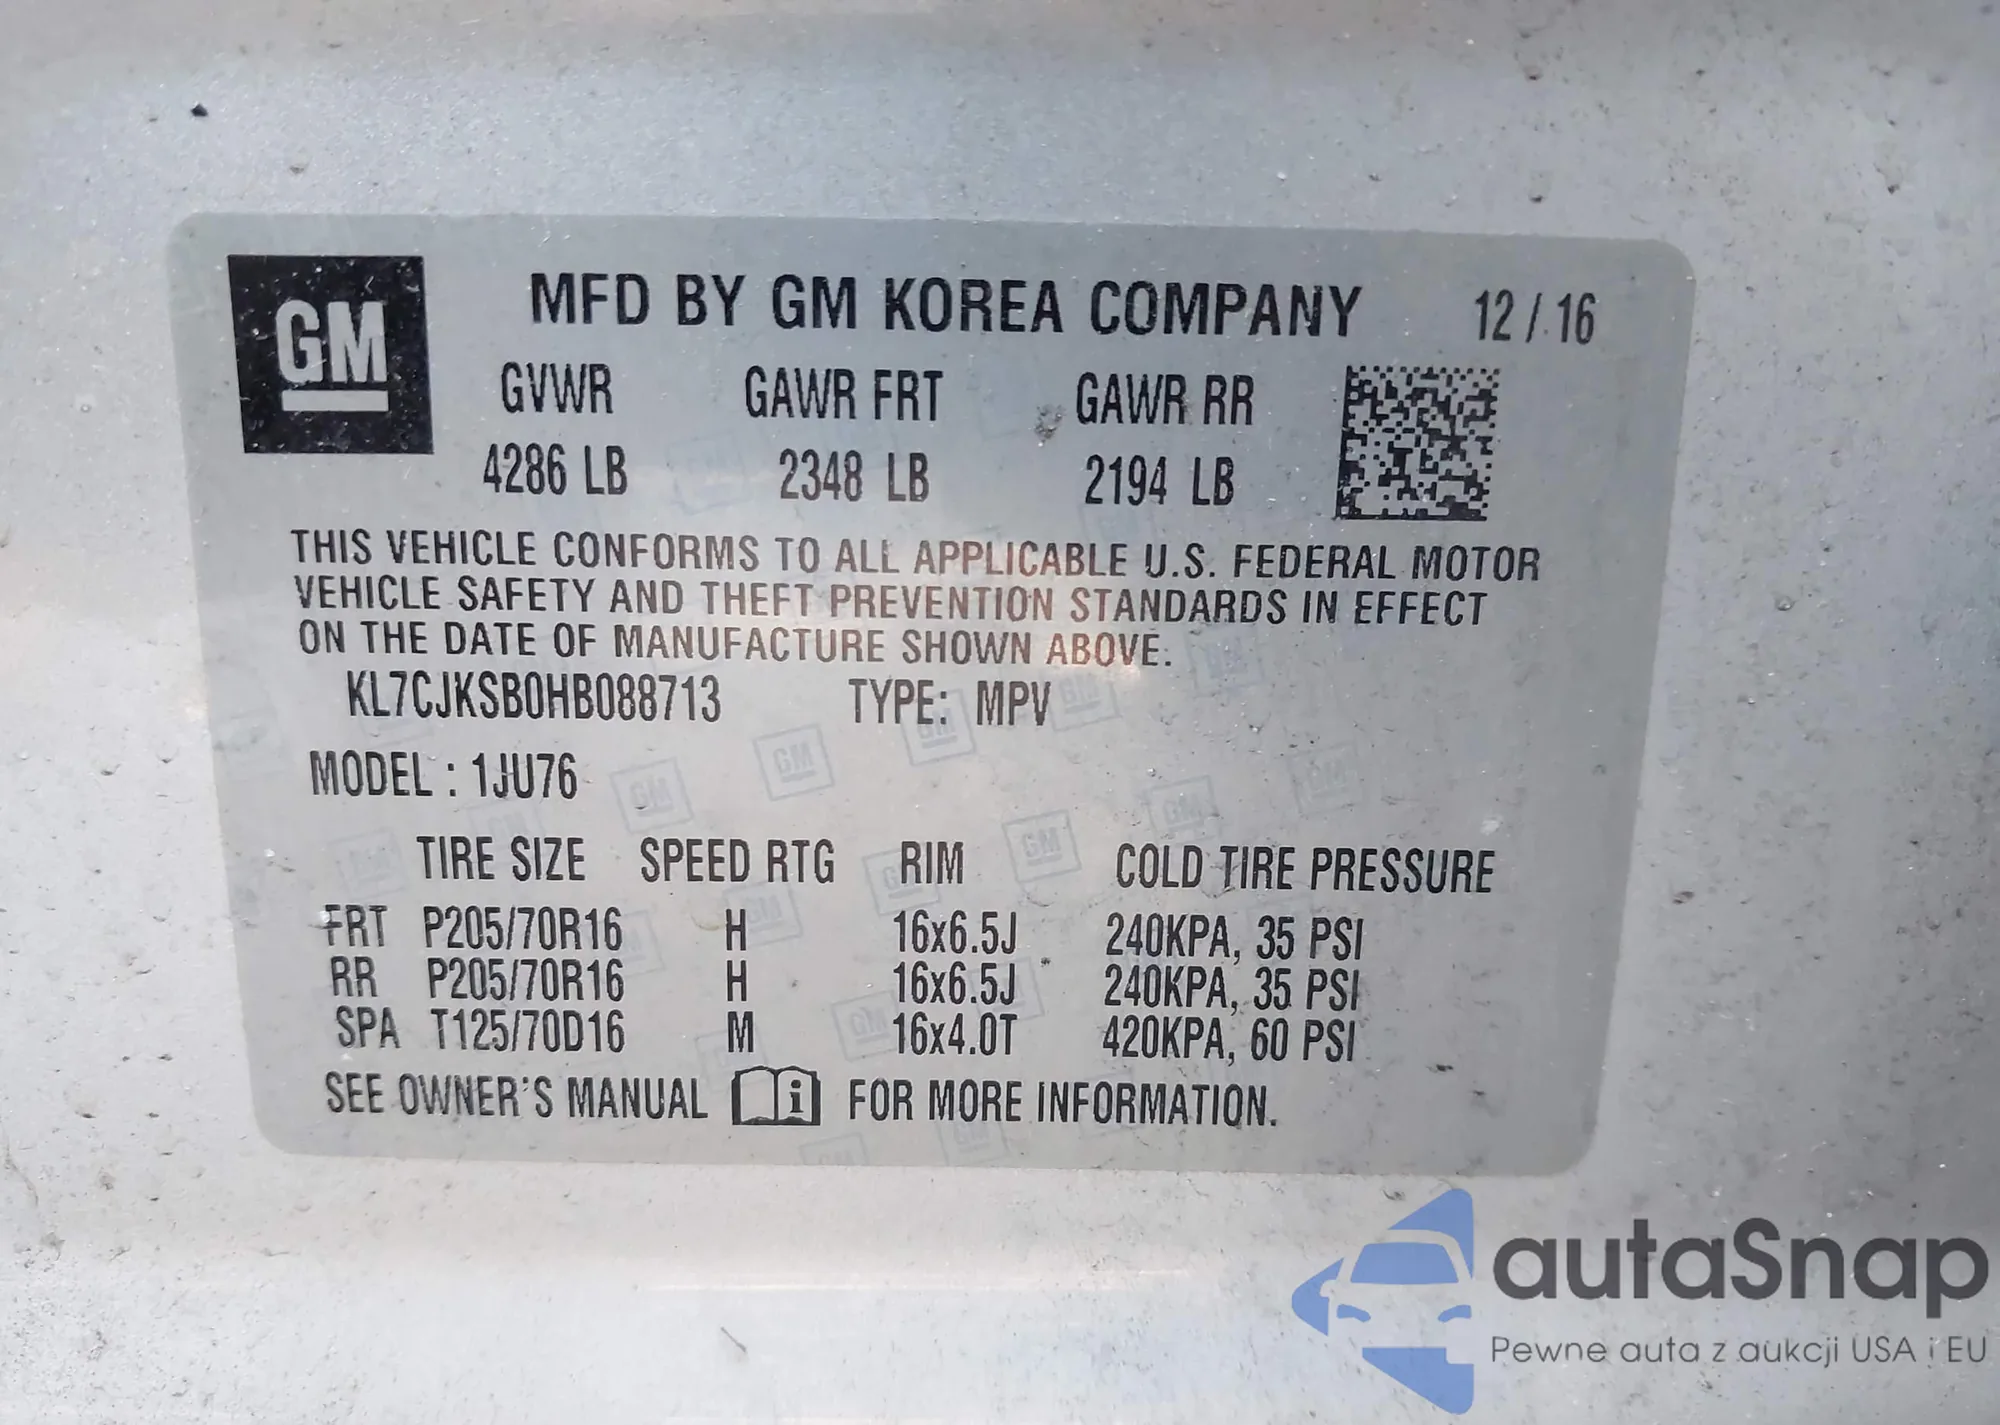 GM MFD BY GM KOREA COMPANY 12 / 16
GVWR GAWR FRT GAWR RR
4286 LB 2348 LB 2194 LB
THIS VEHICLE CONFORMS TO ALL APPLICABLE U.S. FEDERAL MOTOR
VEHICLE SAFETY AND THEFT PREVENTION STANDARDS IN EFFECT
ON THE DATE OF MANUFACTURE SHOWN ABOVE.
KL7CJKSB0HB088713 TYPE: MPV
MODEL : 1JU76
TIRE SIZE SPEED RTG RIM COLD TIRE PRESSURE
FRT P205/70R16 H 16x6.5J 240KPA, 35 PSI
RR P205/70R16 H 16x6.5J 240KPA, 35 PSI
SPA T125/70D16 M 16x4.0T 420KPA, 60 PSI
SEE OWNER'S MANUAL i FOR MORE INFORMATION.
autaSnap
Pewne auta z aukcji USA i EU